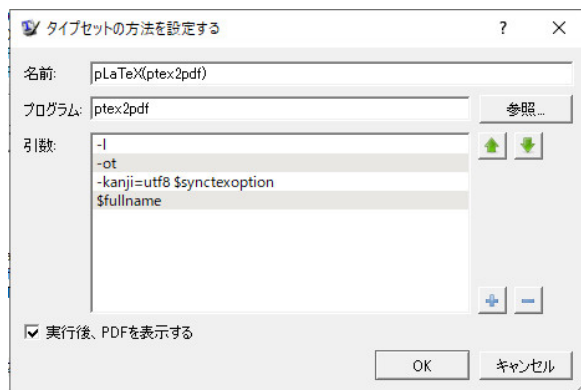 タイプセットの方法を設定する
名前: pLaTeX(ptex2pdf)
プログラム: ptex2pdf 参照...
引数: -l
-ot
-kanji=utf8 $synctexoption
$fullname
実行後、PDFを表示する
OK キャンセル